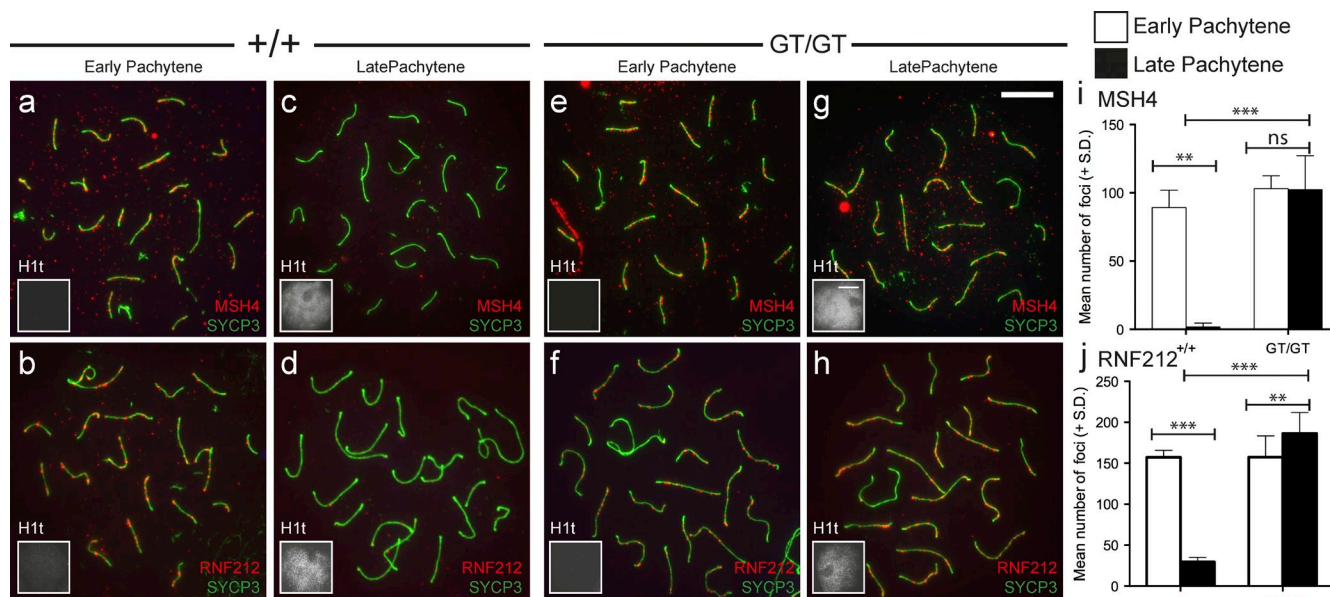 +/+
GT/GT
Early Pachytene
LatePachytene
Early Pachytene
LatePachytene
a
H1t
MSH4
SYCP3
c
H1t
MSH4
SYCP3
e
H1t
MSH4
SYCP3
g
H1t
MSH4
SYCP3
b
H1t
RNF212
SYCP3
d
H1t
RNF212
SYCP3
f
H1t
RNF212
SYCP3
h
H1t
RNF212
SYCP3
Early Pachytene
Late Pachytene
i MSH4
Mean number of foci (+ S.D.)
150
100
50
0
**
***
ns
+/+
GT/GT
j RNF212
Mean number of foci (+ S.D.)
250
200
150
100
50
0
***
***
**